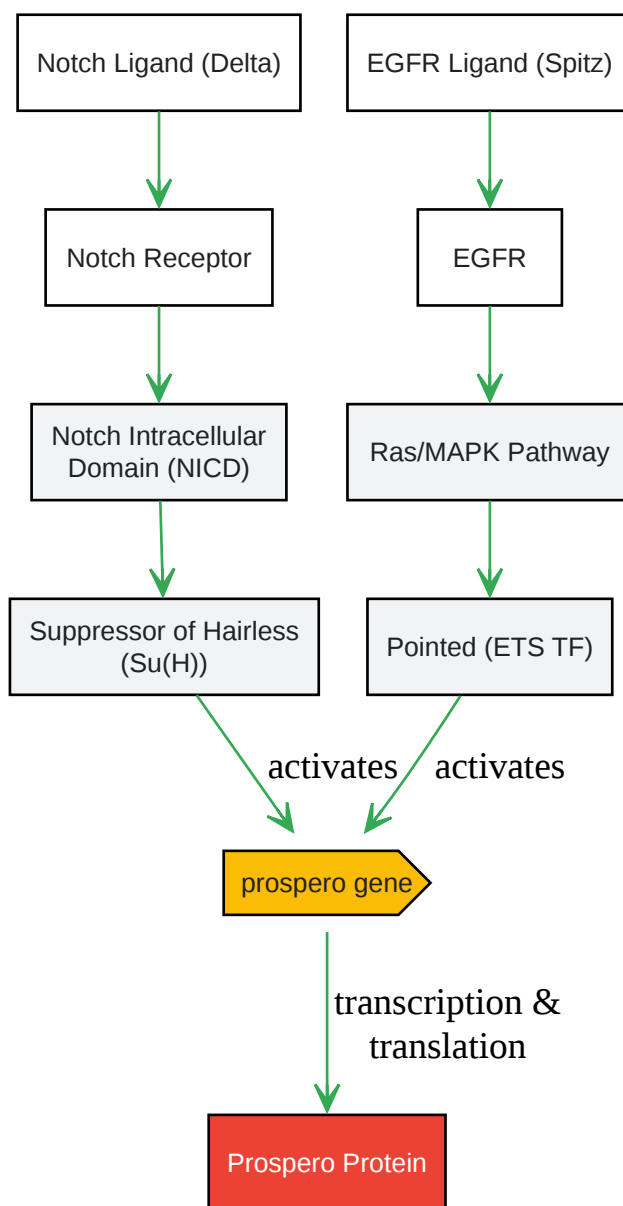 Notch Ligand (Delta)
EGFR Ligand (Spitz)
Notch Receptor
EGFR
Notch Intracellular
Domain (NICD)
Ras/MAPK Pathway
Suppressor of Hairless
(Su(H))
Pointed (ETS TF)
activates
activates
prospero gene
transcription &
translation
Prospero Protein